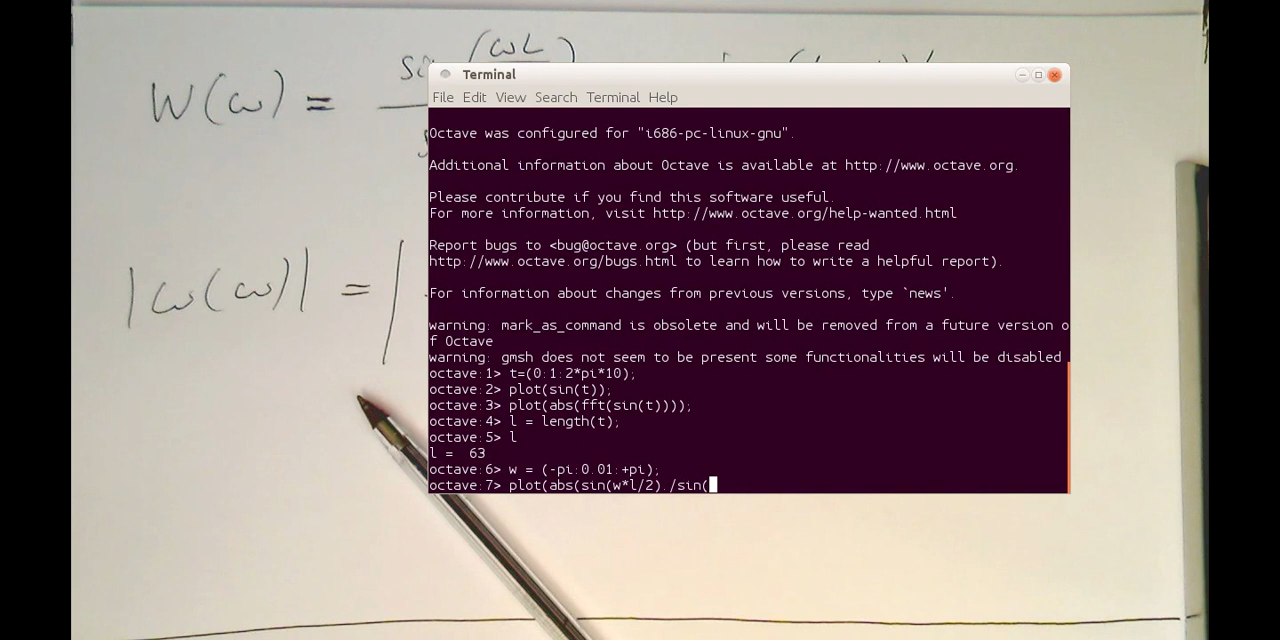 W(ω) = sin(ωL
Terminal
File Edit View Search Terminal Help
Octave was configured for "i686-pc-linux-gnu".
Additional information about Octave is available at http://www.octave.org.
Please contribute if you find this software useful.
For more information, visit http://www.octave.org/help-wanted.html
Report bugs to <bug@octave.org> (but first, please read
http://www.octave.org/bugs.html to learn how to write a helpful report).
|W(ω)| = |
For information about changes from previous versions, type `news'.
warning: mark_as_command is obsolete and will be removed from a future version o
f Octave
warning: gmsh does not seem to be present some functionalities will be disabled
octave:1> t=(0:1:2*pi*10);
octave:2> plot(sin(t));
octave:3> plot(abs(fft(sin(t))));
octave:4> l = length(t);
octave:5> l
l =  63
octave:6> w = (-pi:0.01:+pi);
octave:7> plot(abs(sin(w*l/2)./sin(